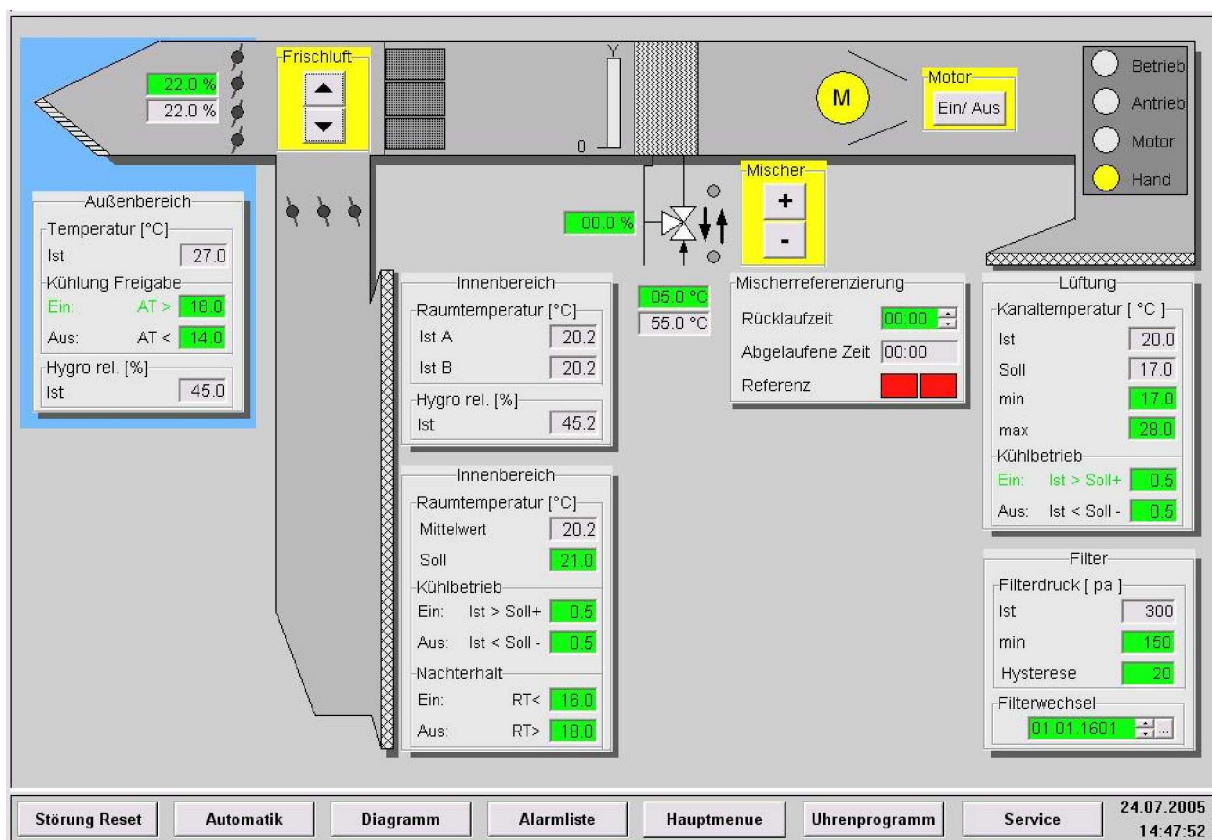 Frischluft
22.0 %
22.0 %
Y
0
M
Motor
Ein/ Aus
Betrieb
Antrieb
Motor
Hand
Mischer
+
-
00.0 %
05.0 °C
55.0 °C
Außenbereich
Temperatur [°C]
Ist 27.0
Kühlung Freigabe
Ein: AT > 18.0
Aus: AT < 14.0
Hygro rel. [%]
Ist 45.0
Innenbereich
Raumtemperatur [°C]
Ist A 20.2
Ist B 20.2
Hygro rel. [%]
Ist 45.2
Innenbereich
Raumtemperatur [°C]
Mittelwert 20.2
Soll 21.0
Kühlbetrieb
Ein: Ist > Soll+ 0.5
Aus: Ist < Soll - 0.5
Nachterhalt
Ein: RT< 16.0
Aus: RT> 18.0
Mischerreferenzierung
Rücklaufzeit 00:00
Abgelaufene Zeit 00:00
Referenz
Lüftung
Kanaltemperatur [ °C ]
Ist 20.0
Soll 17.0
min 17.0
max 28.0
Kühlbetrieb
Ein: Ist > Soll+ 0.5
Aus: Ist < Soll - 0.5
Filter
Filterdruck [ pa ]
Ist 300
min 150
Hysterese 20
Filterwechsel
01.01.1601 ...
Störung Reset
Automatik
Diagramm
Alarmliste
Hauptmenue
Uhrenprogramm
Service
24.07.2005
14:47:52